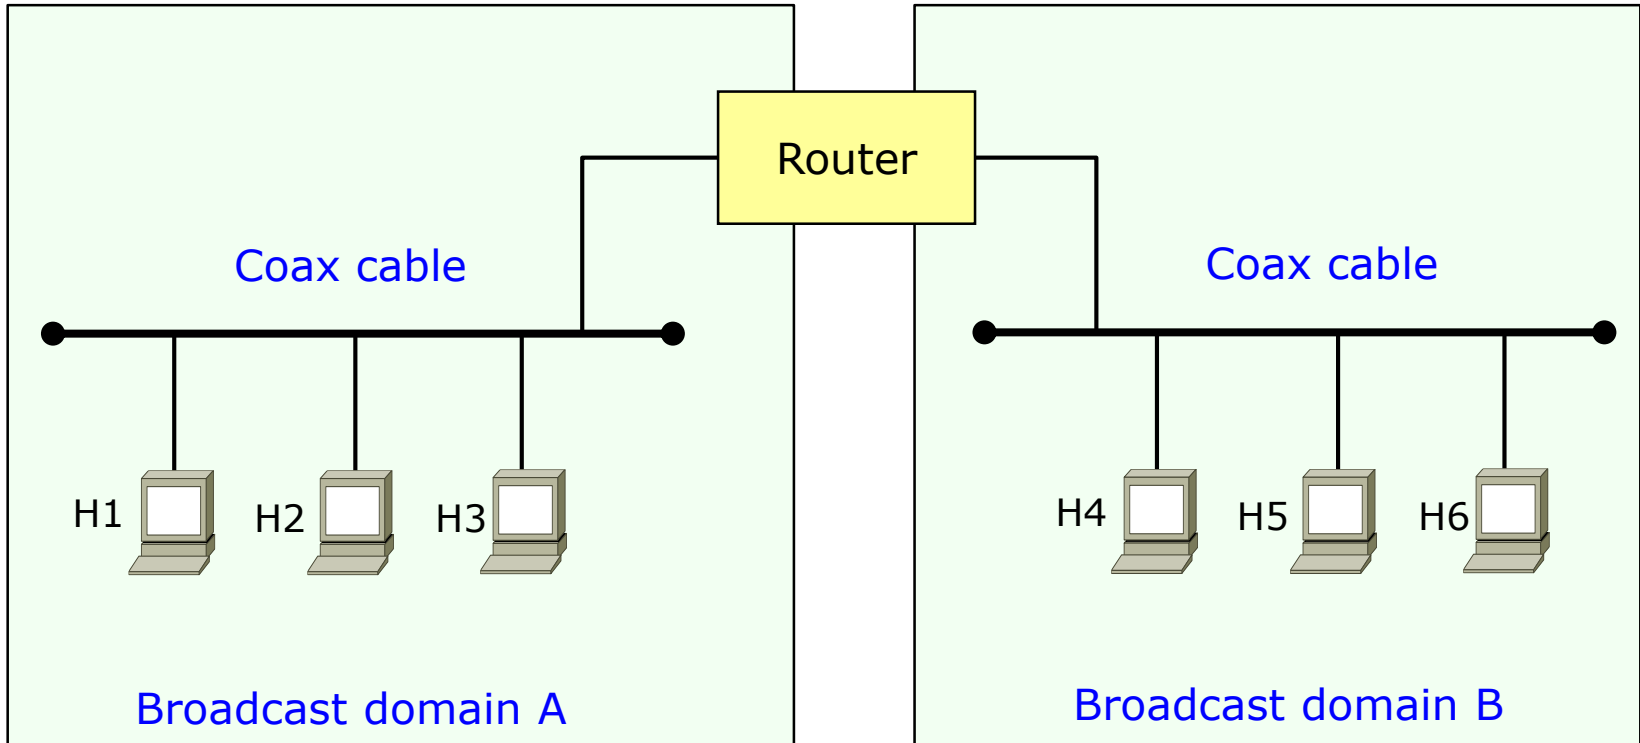 Router
Coax cable
Coax cable
H1
H2
H3
H4
H5
H6
Broadcast domain A
Broadcast domain B